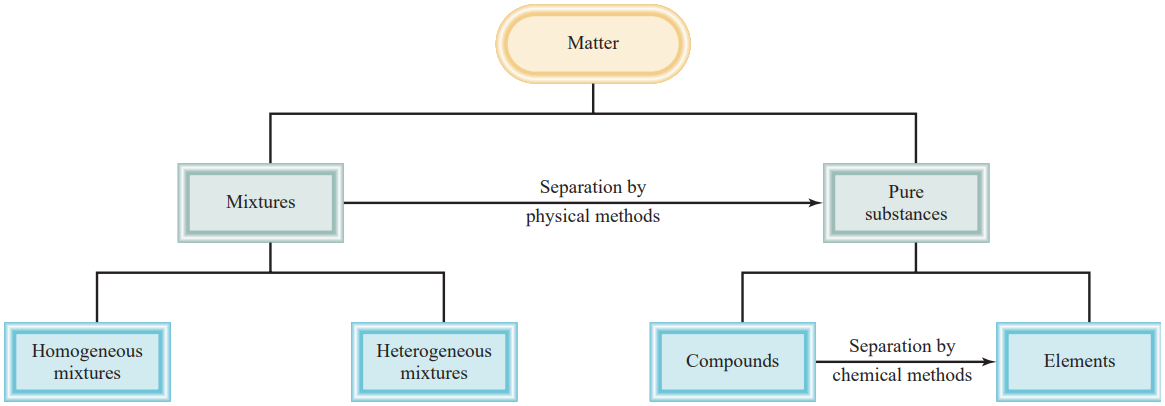 Matter
Mixtures
Separation by
physical methods
Pure
substances
Homogeneous
mixtures
Heterogeneous
mixtures
Compounds
Separation by
chemical methods
Elements